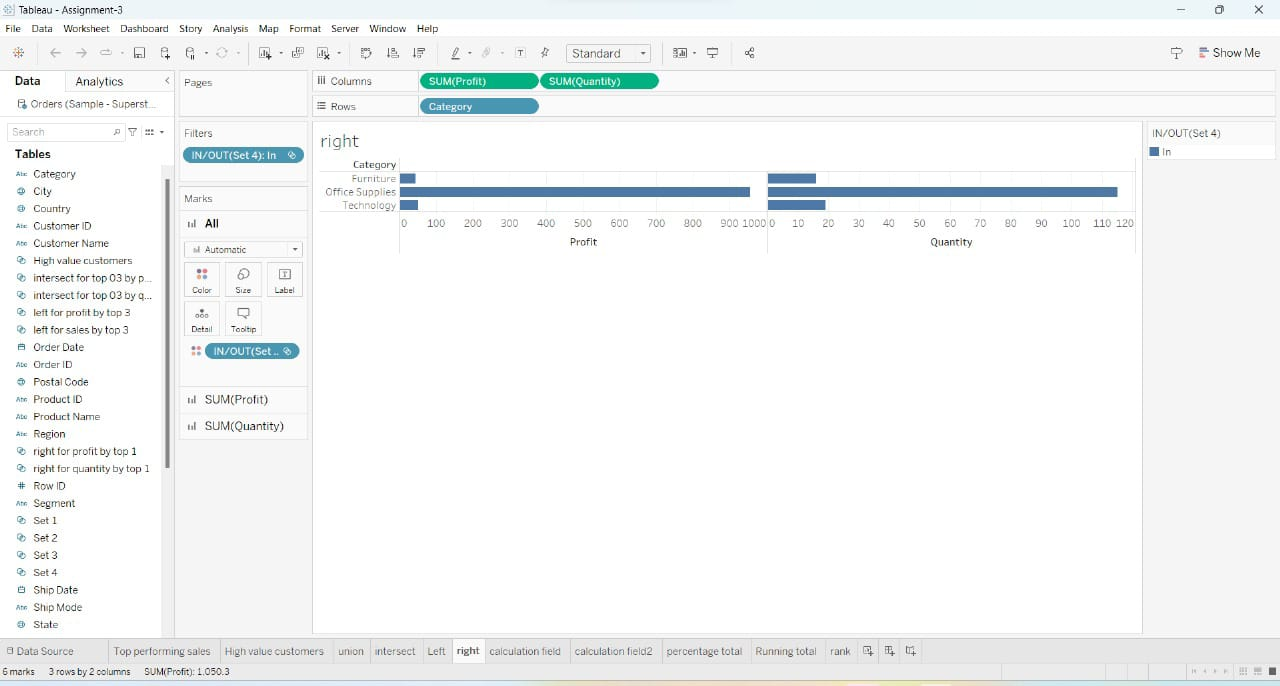 Tableau - Assignment-3
File Data Worksheet Dashboard Story Analysis Map Format Server Window Help
Standard
Show Me
Data Analytics
Orders (Sample - Superst...
Search
Tables
Abc Category
City
Country
Abc Customer ID
Abc Customer Name
High value customers
intersect for top 03 by p...
intersect for top 03 by q...
left for profit by top 3
left for sales by top 3
Order Date
Abc Order ID
Postal Code
Abc Product ID
Abc Product Name
Abc Region
right for profit by top 1
right for quantity by top 1
# Row ID
Abc Segment
Set 1
Set 2
Set 3
Set 4
Ship Date
Abc Ship Mode
State
Pages
Filters
IN/OUT(Set 4): In
Marks
All
Automatic
Color Size Label
Detail Tooltip
IN/OUT(Set ..
SUM(Profit)
SUM(Quantity)
Columns SUM(Profit) SUM(Quantity)
Rows Category
right
Category
Furniture
Office Supplies
Technology
0 100 200 300 400 500 600 700 800 900 1000 0 10 20 30 40 50 60 70 80 90 100 110 120
Profit Quantity
IN/OUT(Set 4)
In
Data Source Top performing sales High value customers union intersect Left right calculation field calculation field2 percentage total Running total rank
6 marks 3 rows by 2 columns SUM(Profit): 1,050.3